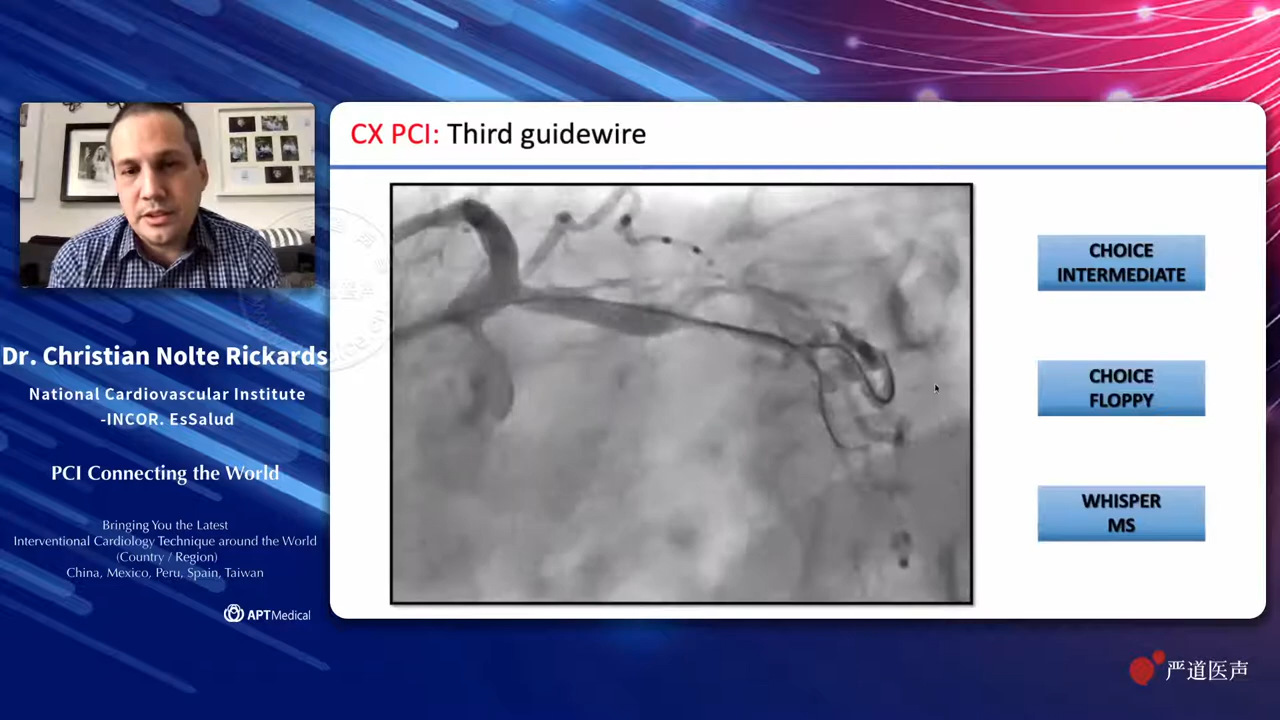 CX PCI: Third guidewire
CHOICE
INTERMEDIATE
CHOICE
FLOPPY
WHISPER
MS
Dr. Christian Nolte Rickards
National Cardiovascular Institute
-INCOR. EsSalud
PCI Connecting the World
Bringing You the Latest
Interventional Cardiology Technique around the World
(Country / Region)
China, Mexico, Peru, Spain, Taiwan
APTMedical
严道医声